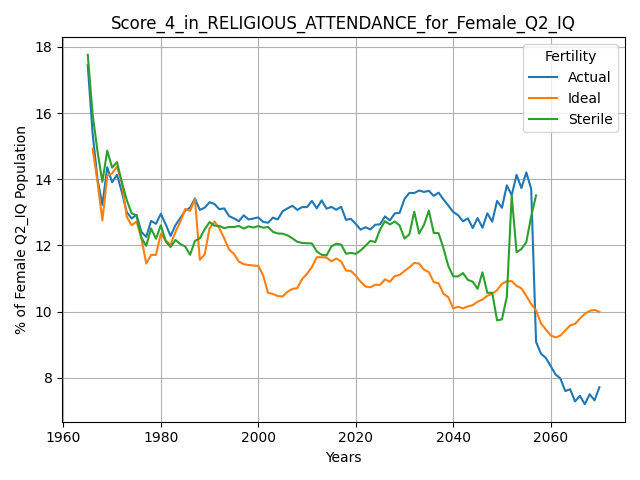 Score_4_in_RELIGIOUS_ATTENDANCE_for_Female_Q2_IQ
Fertility
Actual
Ideal
Sterile
% of Female Q2_IQ Population
18
16
14
12
10
8
1960 1980 2000 2020 2040 2060
Years